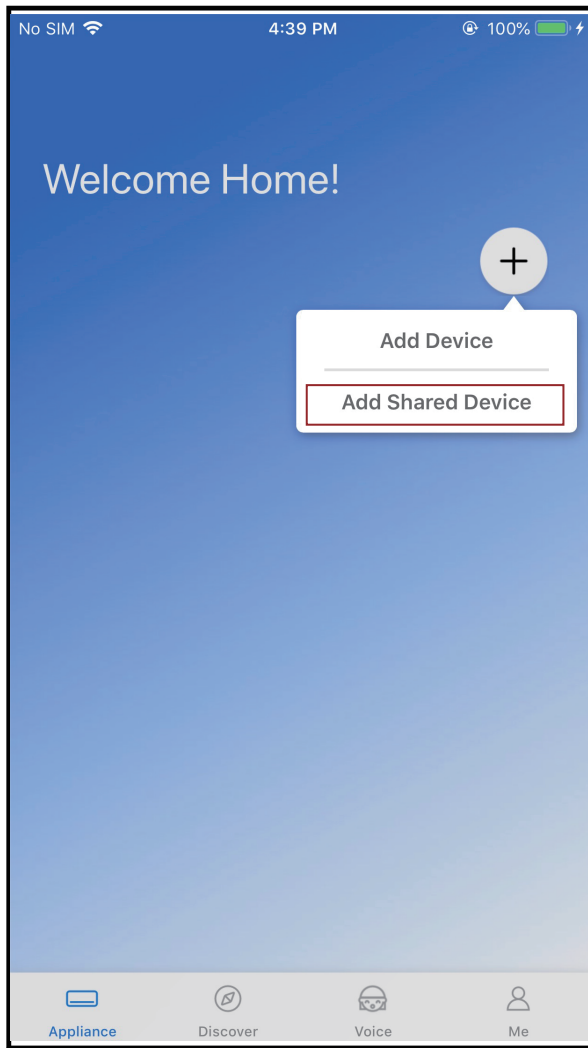 No SIM 4:39 PM 100%
Welcome Home!
+
Add Device
Add Shared Device
Appliance Discover Voice Me